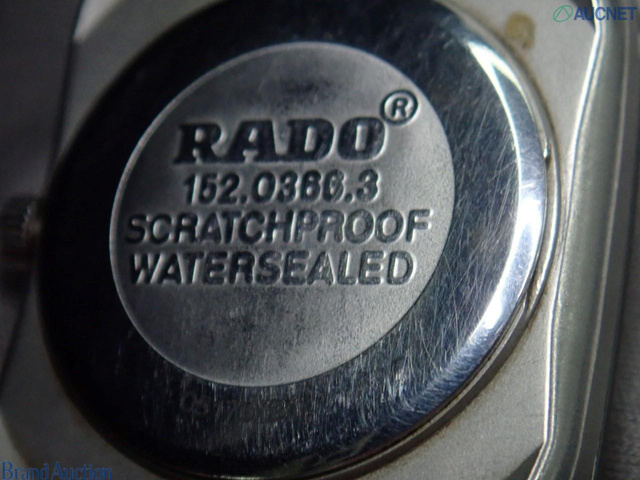 AUCNET
RADO®
152.0366.3
SCRATCHPROOF
WATERSEALED
Brand Auction